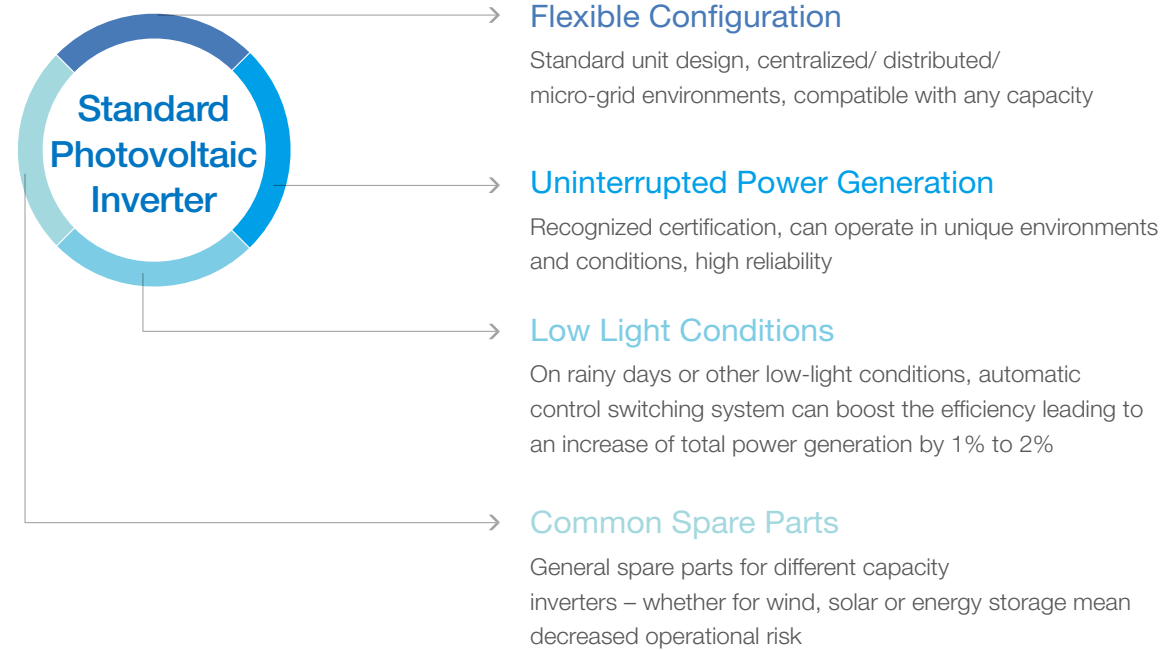 Standard
Photovoltaic
Inverter
Flexible Configuration
Standard unit design, centralized/ distributed/
micro-grid environments, compatible with any capacity
Uninterrupted Power Generation
Recognized certification, can operate in unique environments
and conditions, high reliability
Low Light Conditions
On rainy days or other low-light conditions, automatic
control switching system can boost the efficiency leading to
an increase of total power generation by 1% to 2%
Common Spare Parts
General spare parts for different capacity
inverters – whether for wind, solar or energy storage mean
decreased operational risk